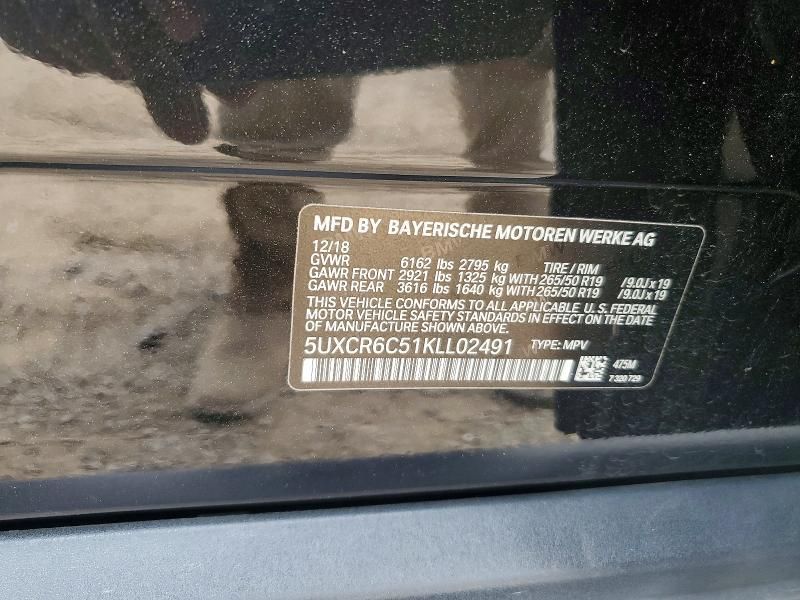 MFD BY BAYERISCHE MOTOREN WERKE AG
12/18
GVWR 6162 lbs 2795 kg TIRE / RIM
GAWR FRONT 2921 lbs 1325 kg WITH 265/50 R19 /9.0J x 19
GAWR REAR 3616 lbs 1640 kg WITH 265/50 R19 /9.0J x 19
THIS VEHICLE CONFORMS TO ALL APPLICABLE U. S. FEDERAL
MOTOR VEHICLE SAFETY STANDARDS IN EFFECT ON THE DATE OF
MANUFACTURE SHOWN ABOVE.
5UXCR6C51KLL02491 TYPE: MPV
475M
7 320 729